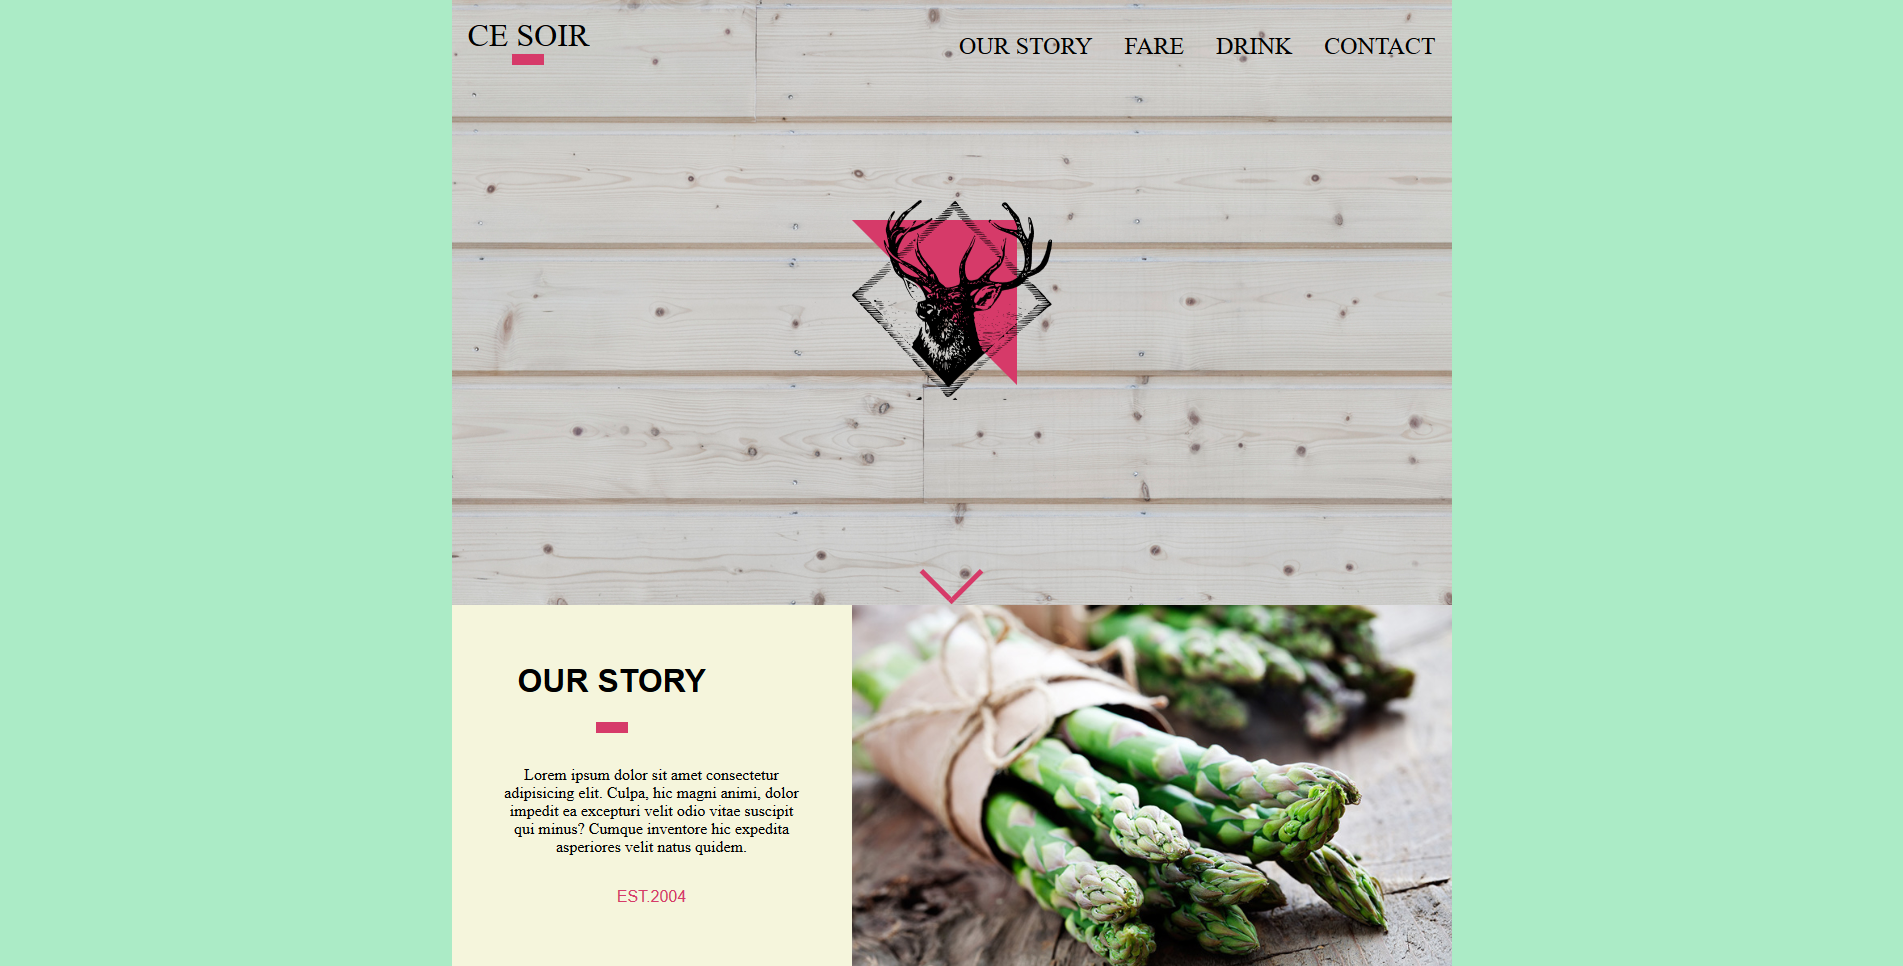 CE SOIR
OUR STORY FARE DRINK CONTACT
OUR STORY
Lorem ipsum dolor sit amet consectetur
adipisicing elit. Culpa, hic magni animi, dolor
impedit ea excepturi velit odio vitae suscipit
qui minus? Cumque inventore hic expedita
asperiores velit natus quidem.
EST.2004